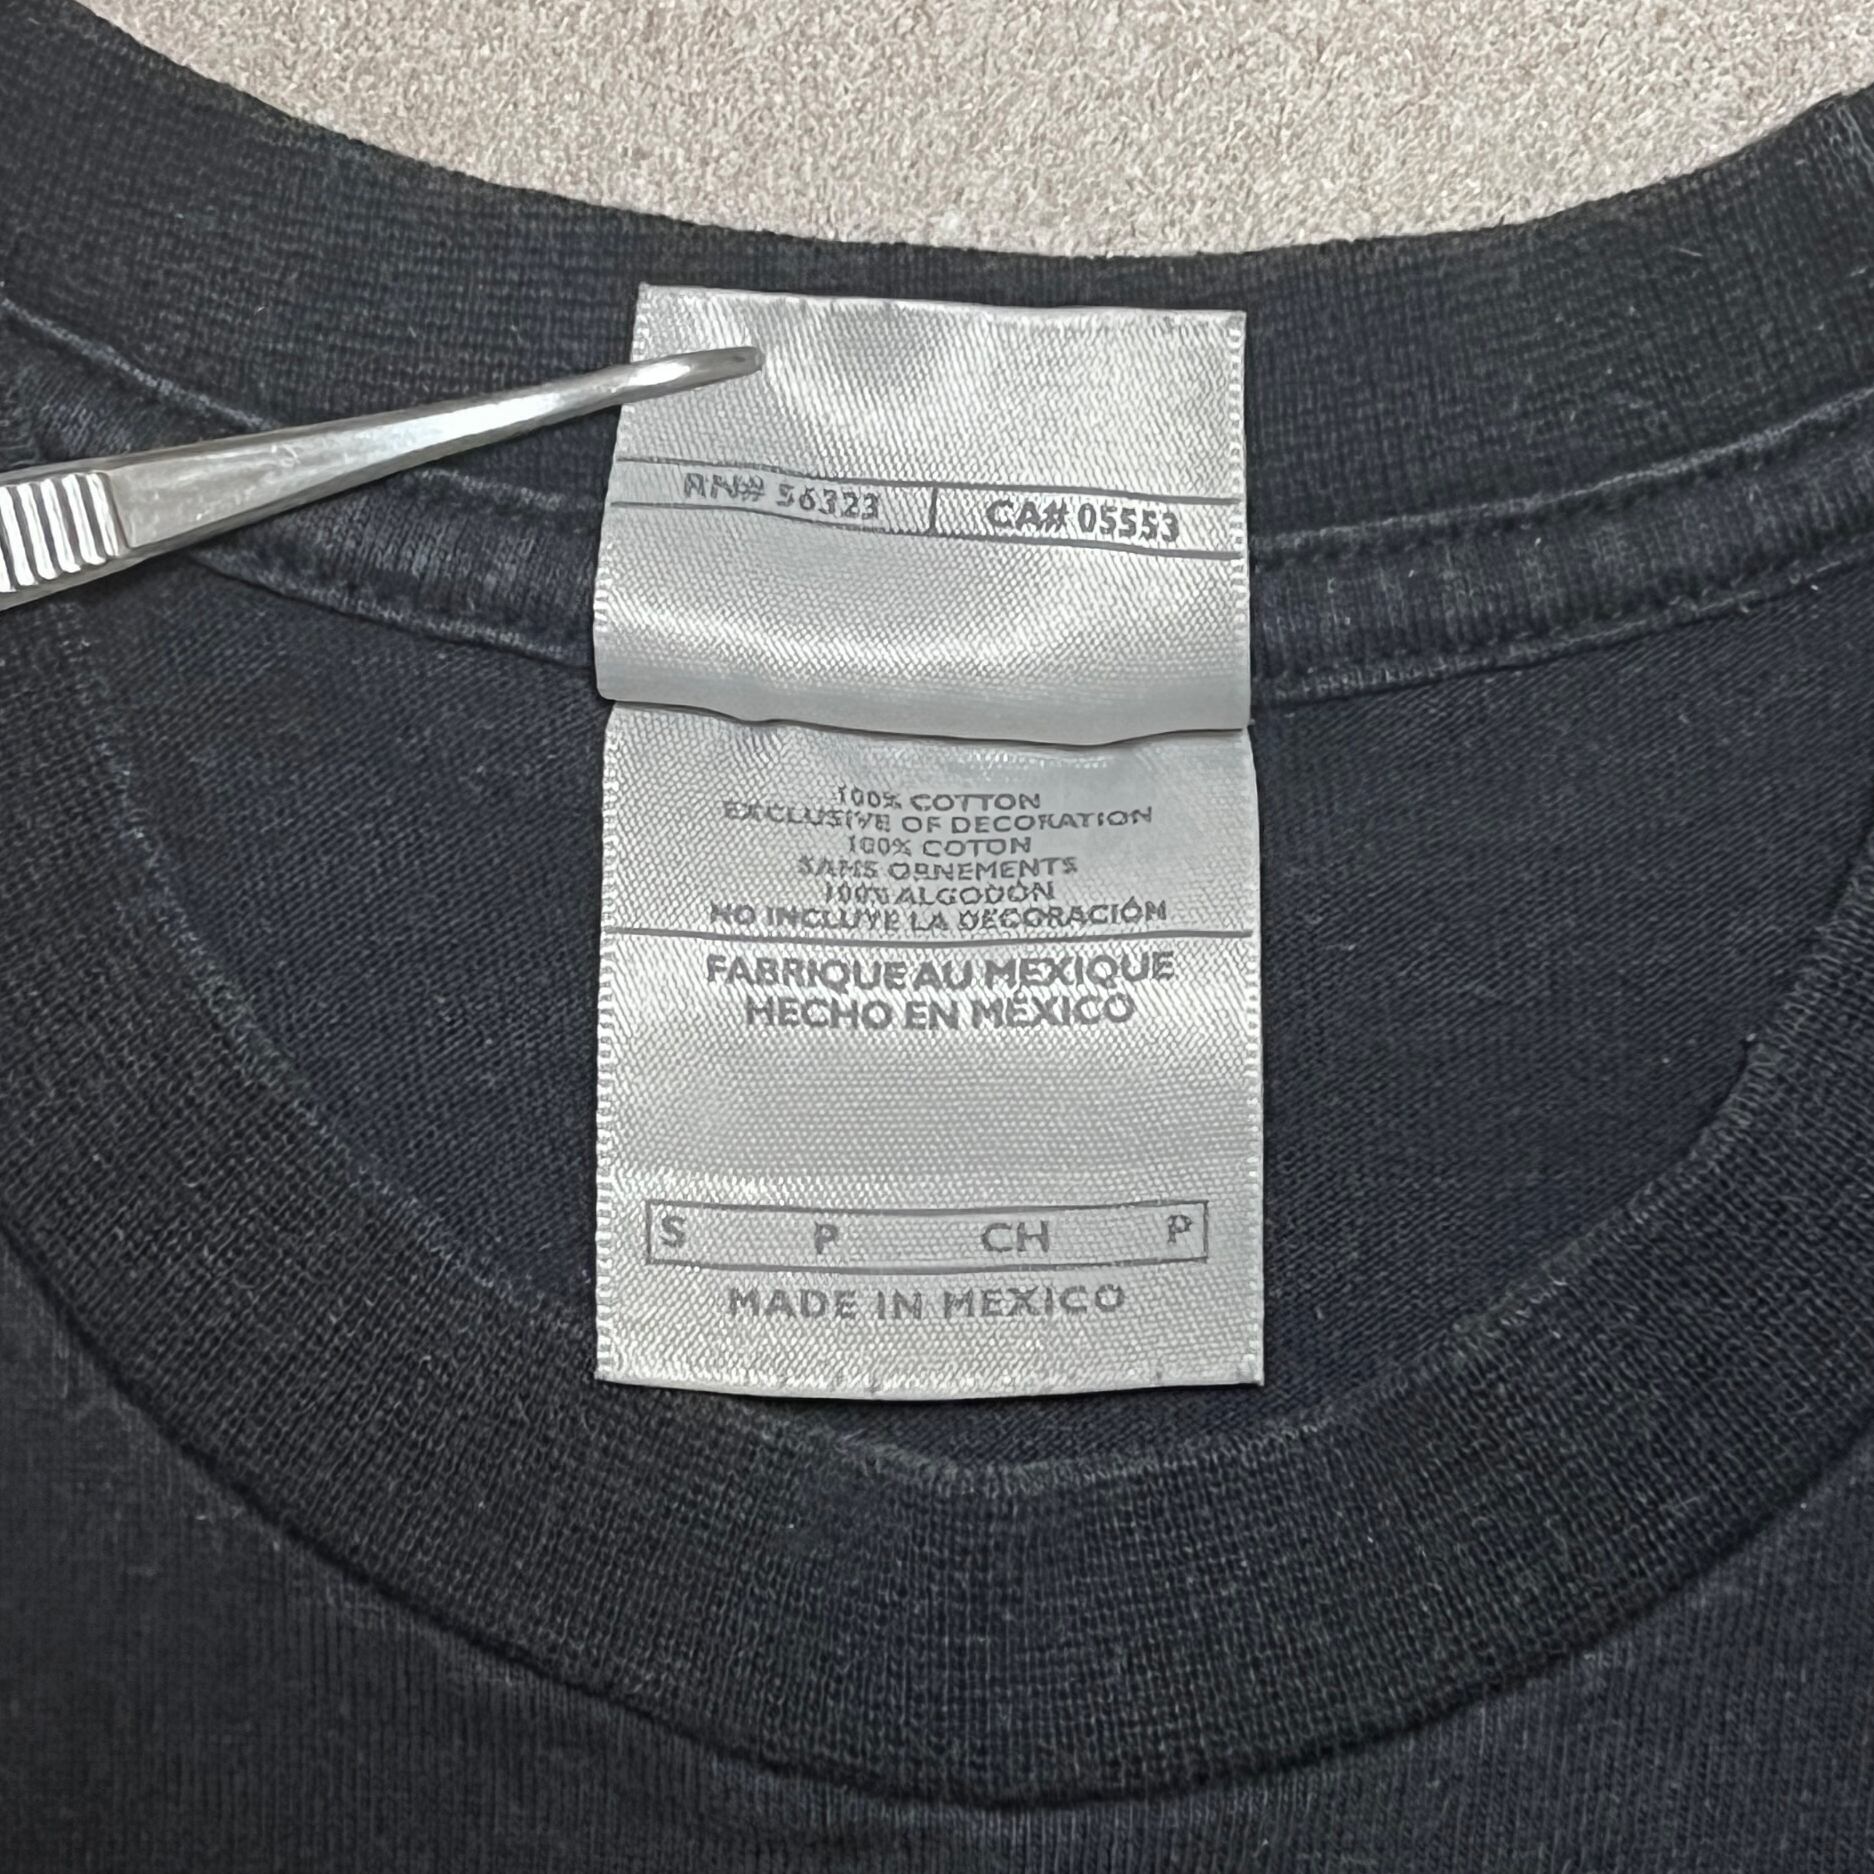 RN# 56323 | CA# 05553
100% COTTON
EXCLUSIVE OF DECORATION
100% COTON
SANS ORNEMENTS
100% ALGODÓN
NO INCLUYE LA DECORACIÓN
FABRIQUE AU MEXIQUE
HECHO EN MÉXICO
S P CH P
MADE IN MEXICO